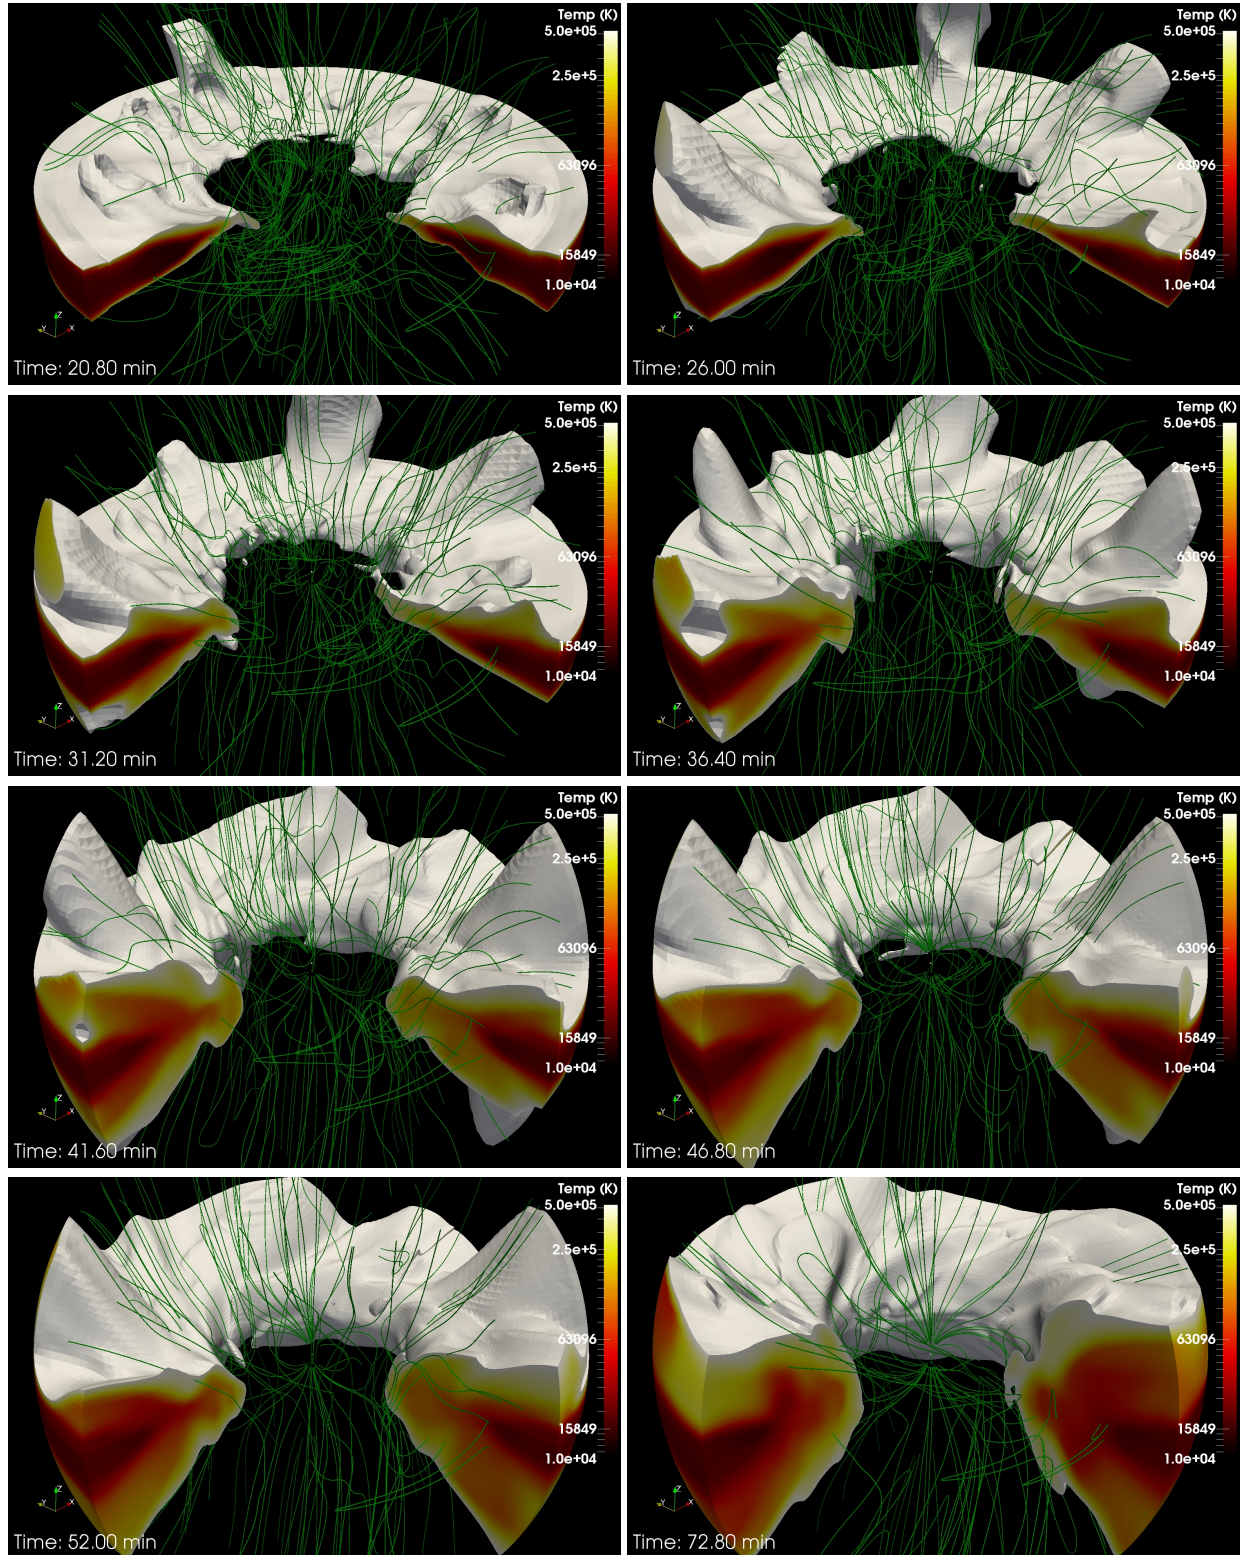 Temp (K)
5.0e+05
2.5e+5
63096
15849
1.0e+04
Z
Y
X
Time: 20.80 min
Temp (K)
5.0e+05
2.5e+5
63096
15849
1.0e+04
Z
Y
X
Time: 26.00 min
Temp (K)
5.0e+05
2.5e+5
63096
15849
1.0e+04
Z
Y
X
Time: 31.20 min
Temp (K)
5.0e+05
2.5e+5
63096
15849
1.0e+04
Z
Y
X
Time: 36.40 min
Temp (K)
5.0e+05
2.5e+5
63096
15849
1.0e+04
Z
Y
X
Time: 41.60 min
Temp (K)
5.0e+05
2.5e+5
63096
15849
1.0e+04
Z
Y
X
Time: 46.80 min
Temp (K)
5.0e+05
2.5e+5
63096
15849
1.0e+04
Z
Y
X
Time: 52.00 min
Temp (K)
5.0e+05
2.5e+5
63096
15849
1.0e+04
Z
Y
X
Time: 72.80 min